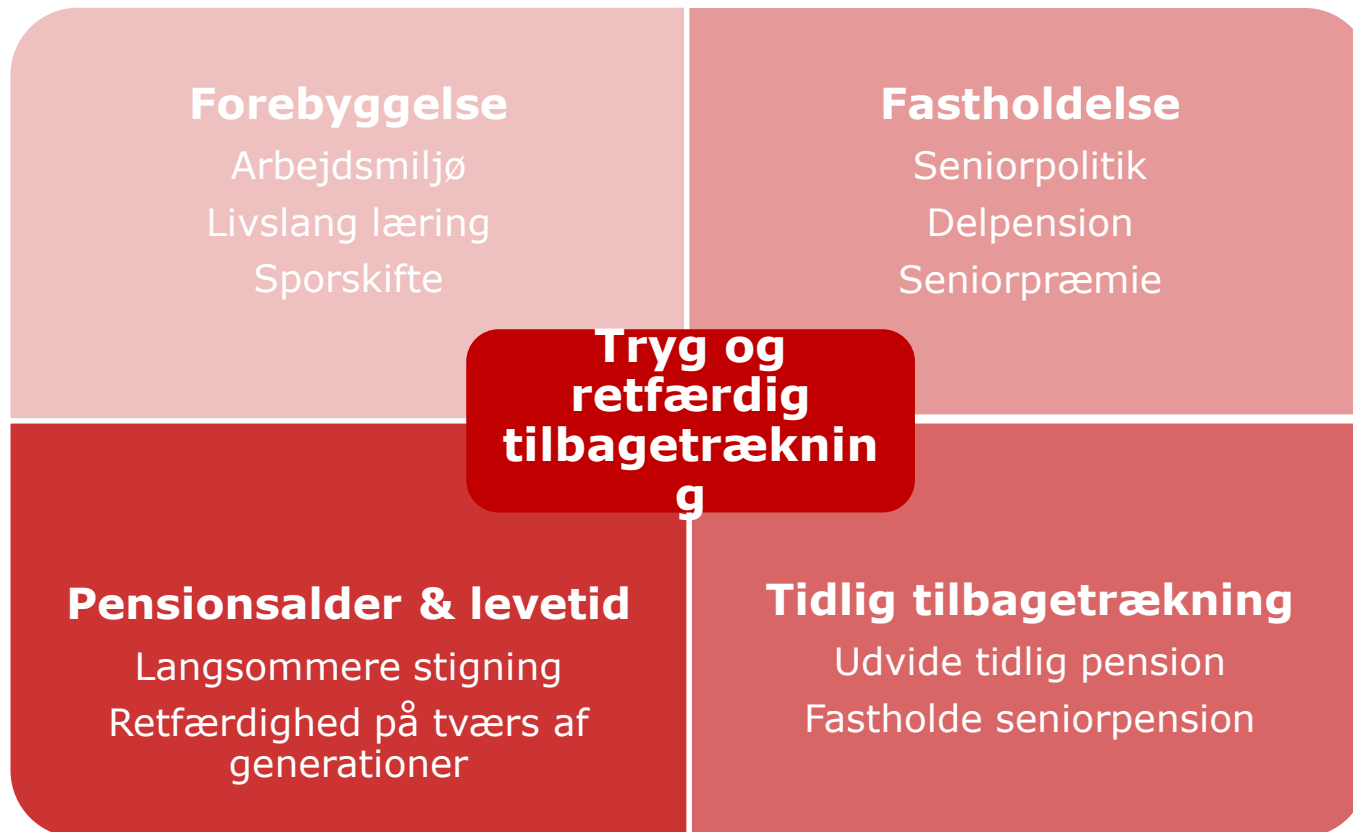 Forebyggelse
Arbejdsmiljø
Livslang læring
Sporskifte
Fastholdelse
Seniorpolitik
Delpension
Seniorpræmie
Tryg og
retfærdig
tilbagetræknin
g
Pensionsalder & levetid
Langsommere stigning
Retfærdighed på tværs af
generationer
Tidlig tilbagetrækning
Udvide tidlig pension
Fastholde seniorpension